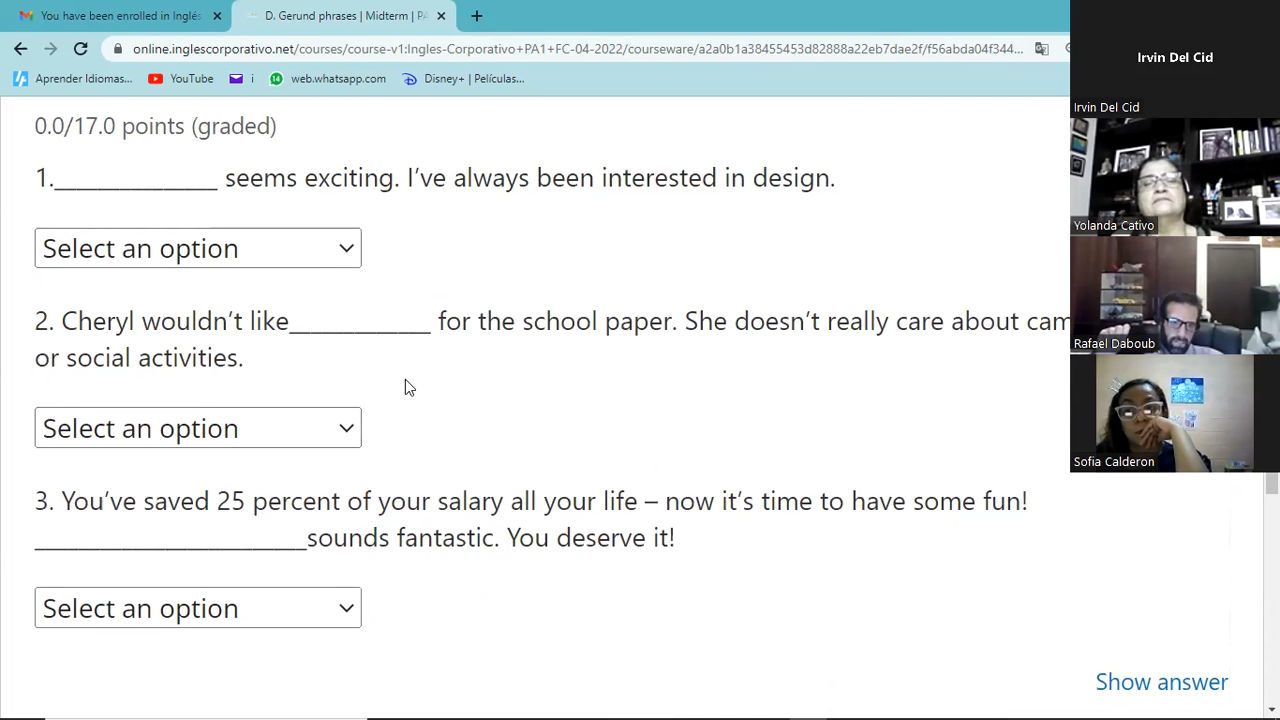 You have been enrolled in Inglés
D. Gerund phrases | Midterm | PA
online.inglescorporativo.net/courses/course-v1:Ingles-Corporativo+PA1+FC-04-2022/courseware/a2a0b1a38455453d82888a22eb7dae2f/f56abda04f344...
Aprender Idiomas...
YouTube
i
14
web.whatsapp.com
Disney+ | Películas...
0.0/17.0 points (graded)
1._______________ seems exciting. I've always been interested in design.
Select an option
2. Cheryl wouldn't like_____________ for the school paper. She doesn't really care about cam
or social activities.
Select an option
3. You've saved 25 percent of your salary all your life – now it's time to have some fun!
_________________________sounds fantastic. You deserve it!
Select an option
Show answer
Irvin Del Cid
Irvin Del Cid
Yolanda Cativo
Rafael Daboub
Sofia Calderon